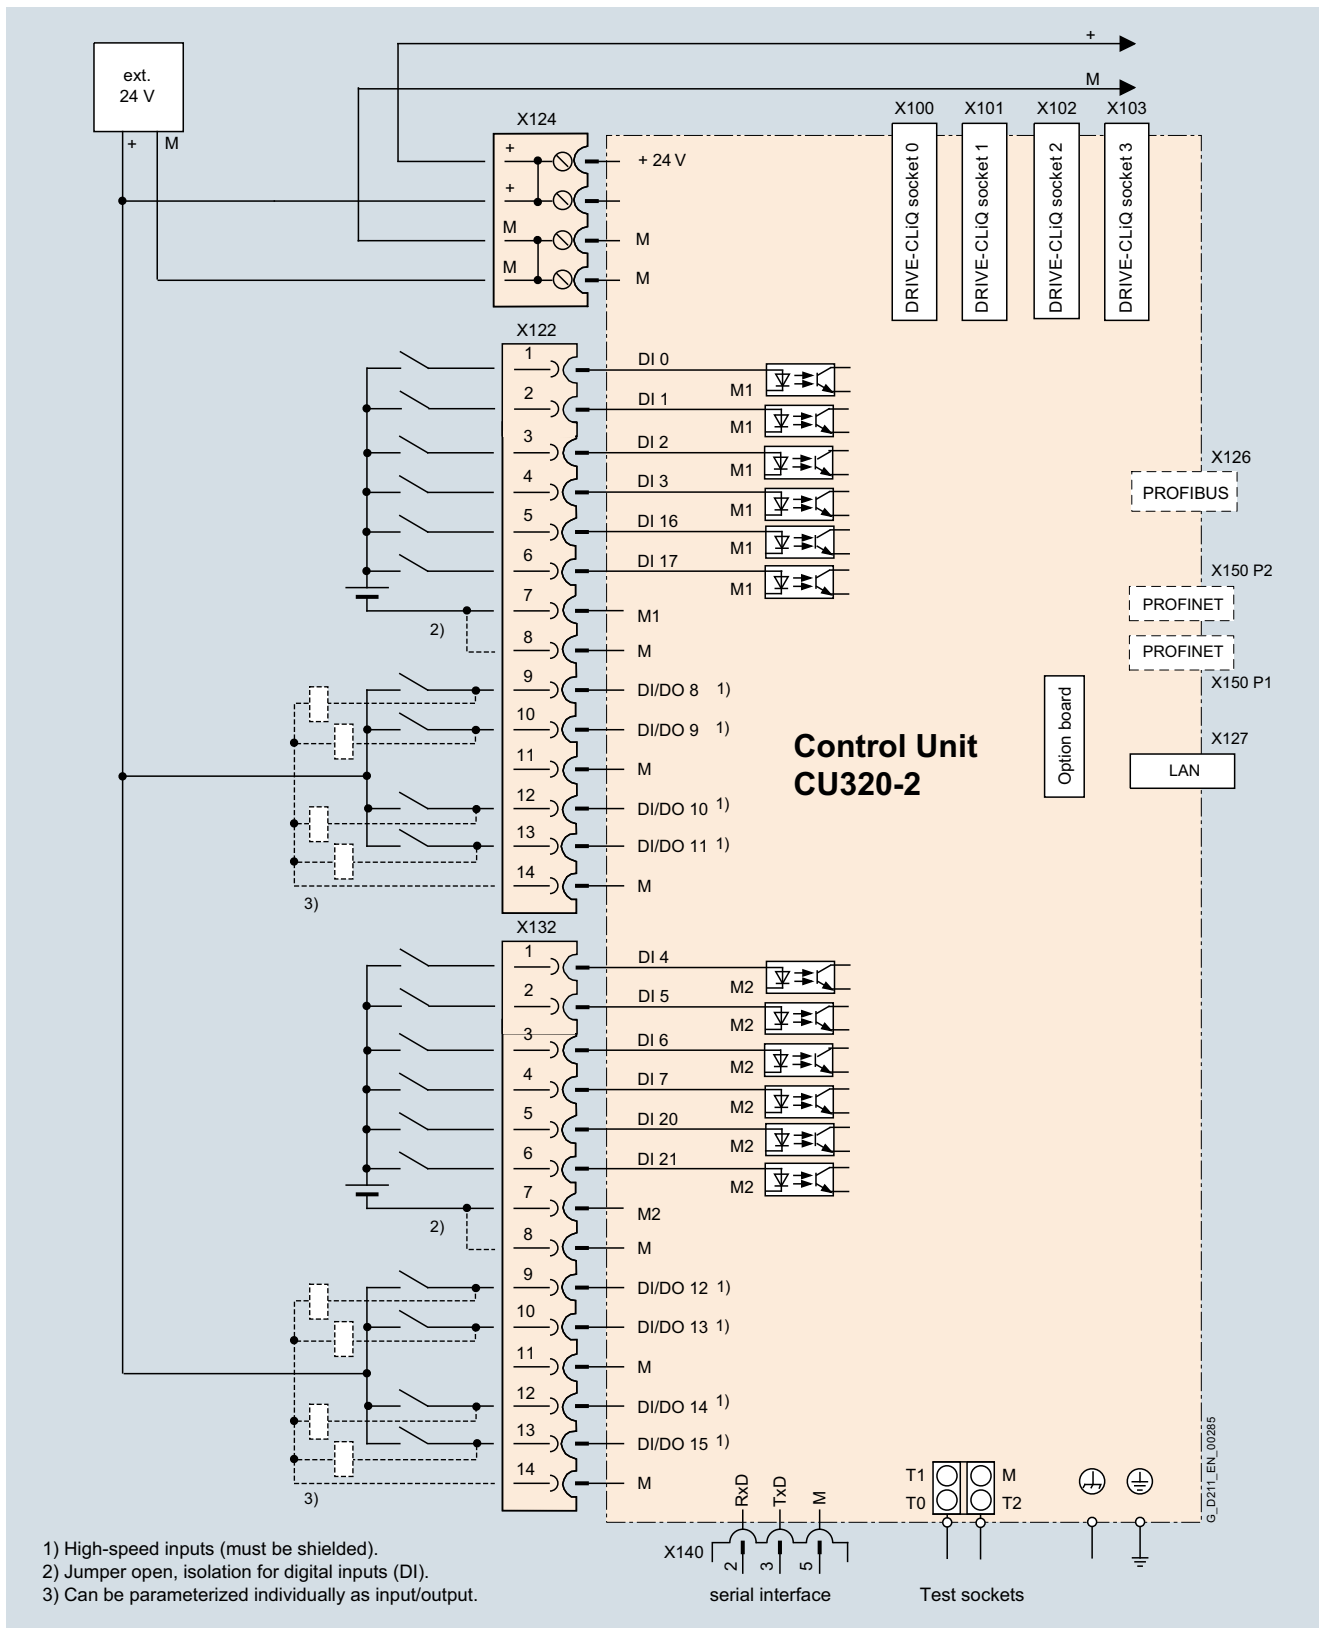 +
M
ext.
24 V
+ M
X124
X100 X101 X102 X103
DRIVE-CLiQ socket 0
DRIVE-CLiQ socket 1
DRIVE-CLiQ socket 2
DRIVE-CLiQ socket 3
+ + 24 V
+
M M
M M
X122
1 DI 0 M1
2 DI 1 M1
3 DI 2 M1
4 DI 3 M1
5 DI 16 M1
6 DI 17 M1
7 M1
2)
8 M
9 DI/DO 8 1)
10 DI/DO 9 1)
11 M
12 DI/DO 10 1)
13 DI/DO 11 1)
14 M
3)
X126
PROFIBUS
X150 P2
PROFINET
PROFINET
X150 P1
Option board
Control Unit
CU320-2
X127
LAN
X132
1 DI 4 M2
2 DI 5 M2
3 DI 6 M2
4 DI 7 M2
5 DI 20 M2
6 DI 21 M2
7 M2
2)
8 M
9 DI/DO 12 1)
10 DI/DO 13 1)
11 M
12 DI/DO 14 1)
13 DI/DO 15 1)
14 M
3)
RxD TxD M
X140
2 3 5
serial interface
T1 M
T0 T2
Test sockets
G_D211_EN_00285
1) High-speed inputs (must be shielded).
2) Jumper open, isolation for digital inputs (DI).
3) Can be parameterized individually as input/output.